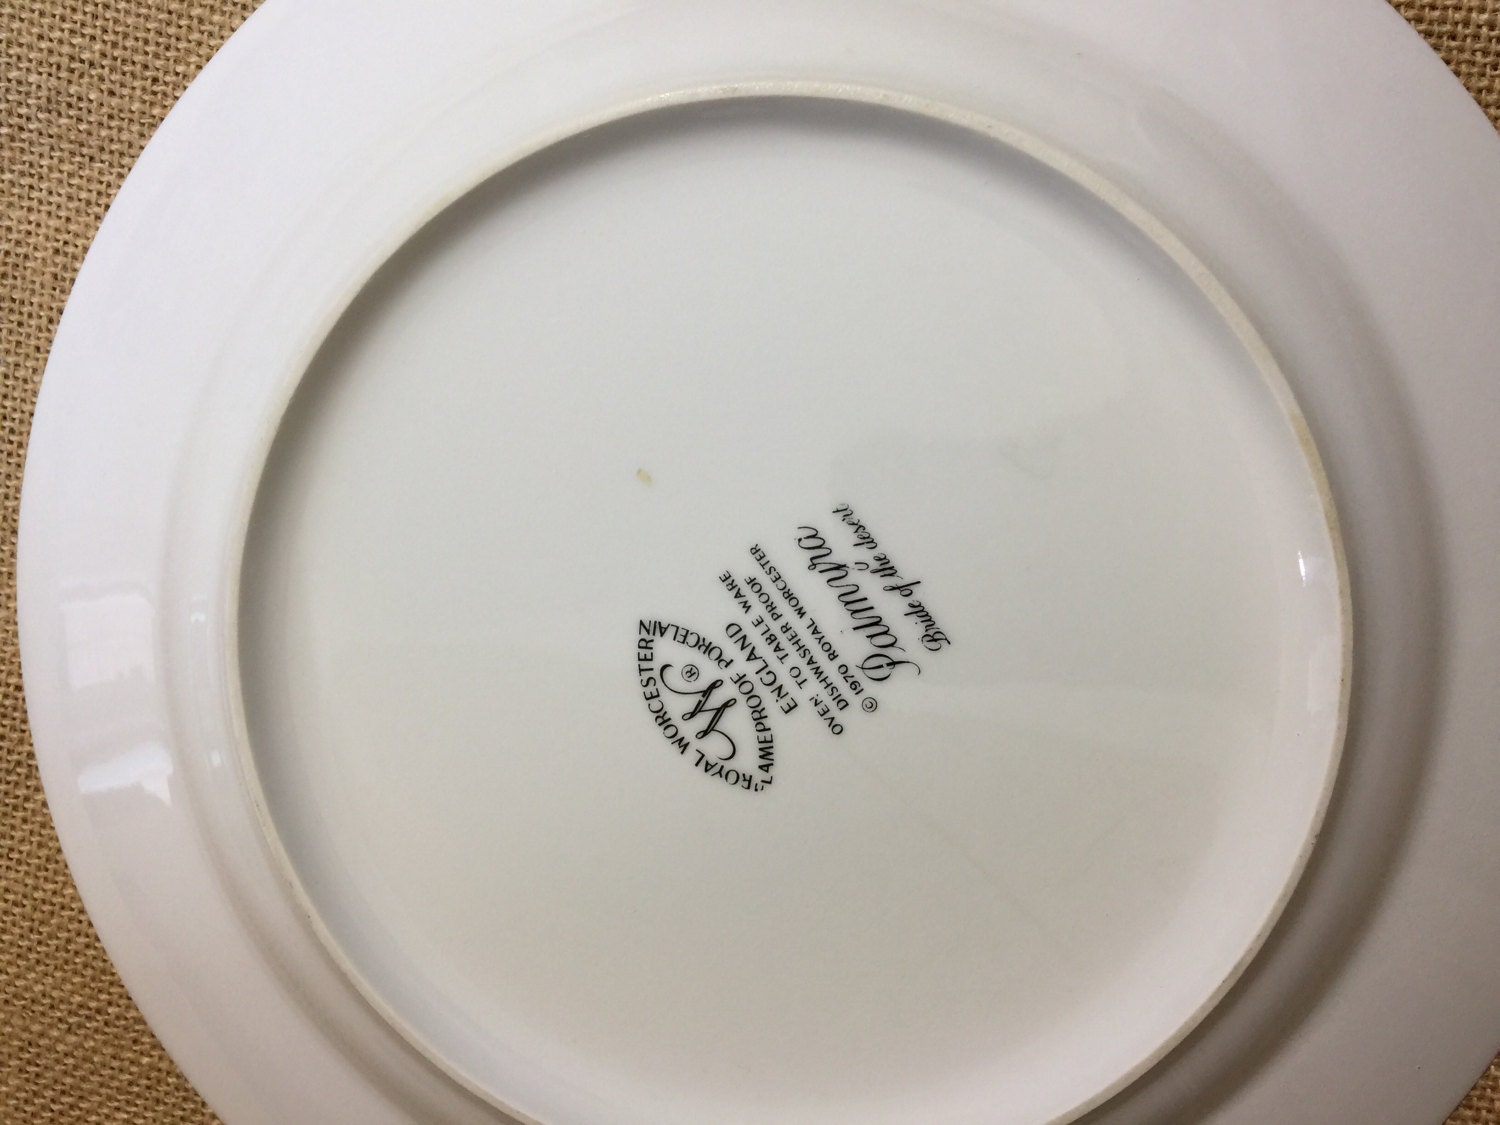 ROYAL WORCESTER
W ®
FLAMEPROOF PORCELAIN
ENGLAND
OVEN TO TABLE WARE
DISHWASHER PROOF
© 1970 ROYAL WORCESTER
Palmyra
Bride of the desert